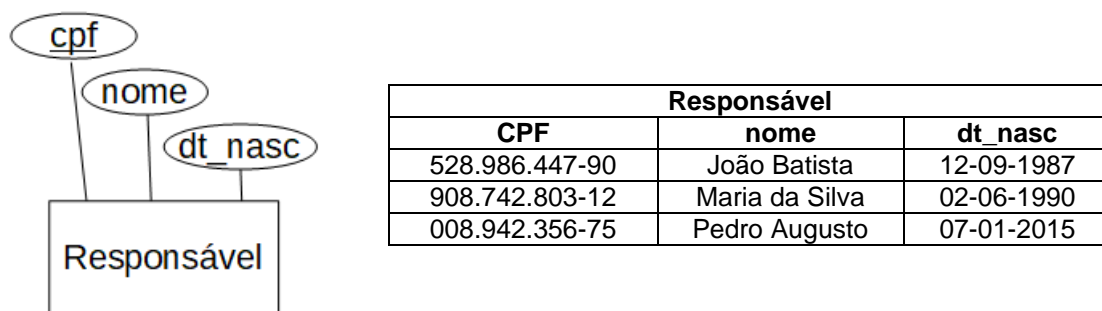 cpf
nome
dt_nasc
Responsável
Responsável
CPF nome dt_nasc
528.986.447-90 João Batista 12-09-1987
908.742.803-12 Maria da Silva 02-06-1990
008.942.356-75 Pedro Augusto 07-01-2015